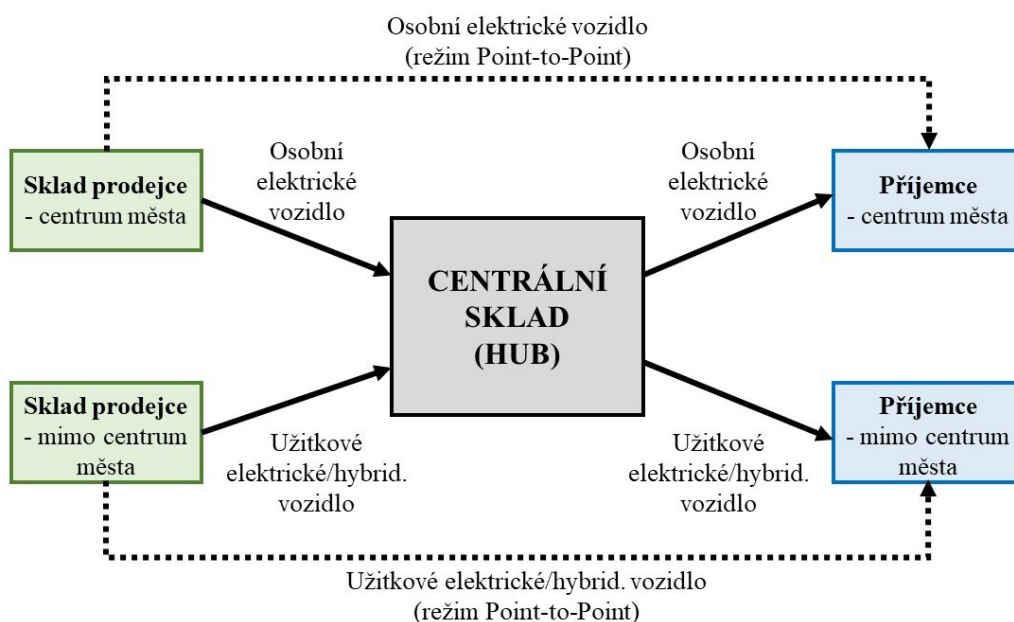 Osobní elektrické vozidlo
(režim Point-to-Point)
Sklad prodejce
- centrum města
Osobní
elektrické
vozidlo
Osobní
elektrické
vozidlo
Příjemce
- centrum města
CENTRÁLNÍ
SKLAD
(HUB)
Sklad prodejce
- mimo centrum
města
Užitkové
elektrické/hybrid.
vozidlo
Užitkové
elektrické/hybrid.
vozidlo
Příjemce
- mimo centrum
města
Užitkové elektrické/hybrid. vozidlo
(režim Point-to-Point)